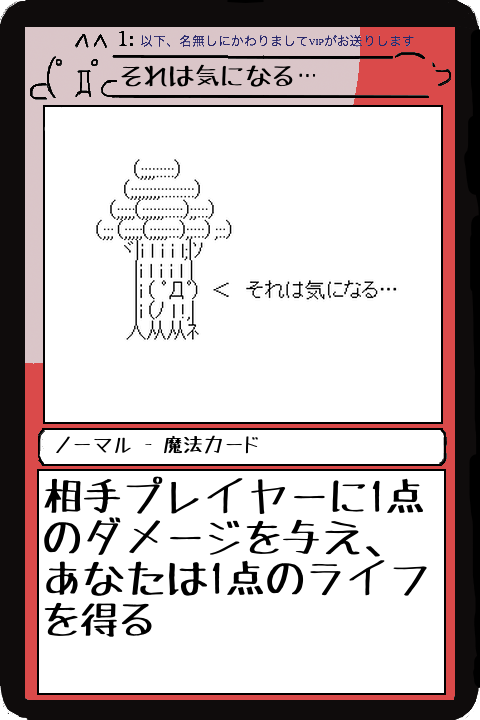 1: 以下、名無しにかわりましてVIPがお送りします
それは気になる…
( ゚Д゚) < それは気になる…
ノーマル - 魔法カード
相手プレイヤーに1点
のダメージを与え、
あなたは1点のライフ
を得る